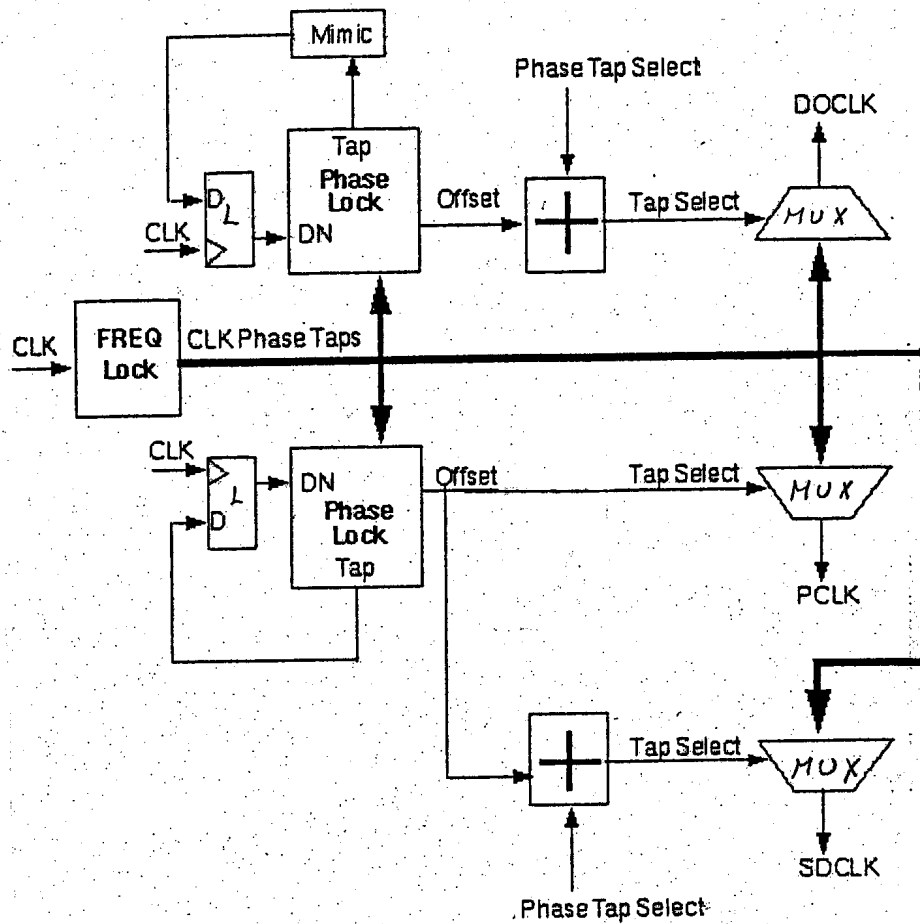 Mimic
Phase Tap Select
DOCLK
Tap
Phase
Lock
D
L
Offset
Tap Select
MUX
CLK
DN
FREQ
Lock
CLK Phase Taps
CLK
CLK
DN
Offset
Tap Select
MUX
L
D
Phase
Lock
Tap
PCLK
Tap Select
MUX
SDCLK
Phase Tap Select